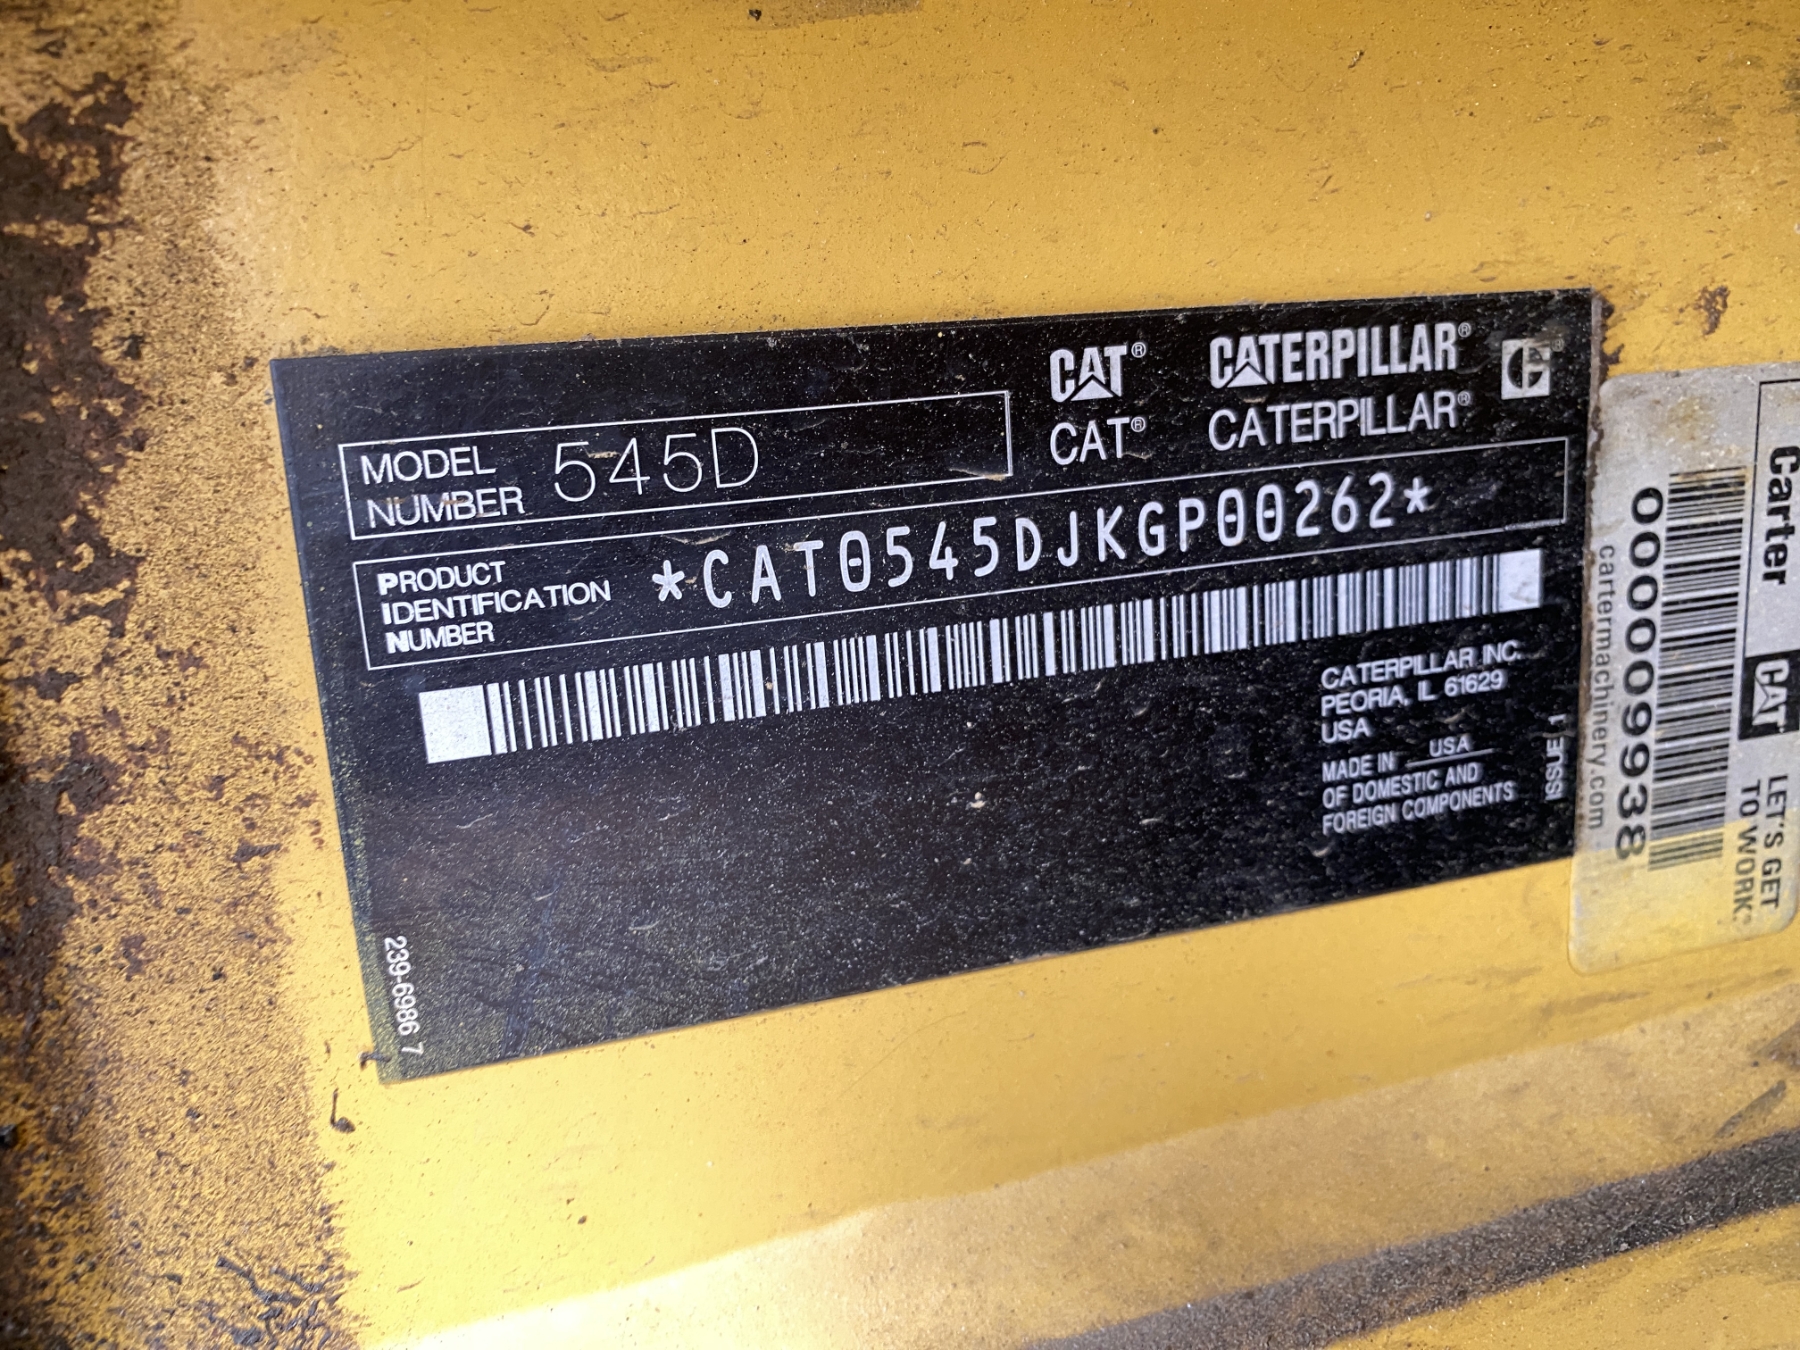 CAT® CATERPILLAR®
CAT® CATERPILLAR®
MODEL
NUMBER 545D
PRODUCT
IDENTIFICATION
NUMBER
*CAT0545DJKGP00262*
CATERPILLAR INC.
PEORIA, IL 61629
USA
MADE IN USA
OF DOMESTIC AND
FOREIGN COMPONENTS
ISSUE 1
239-6986 7
Carter CAT LET'S GET
TO WORK.
0000099388
cartermachinery.com